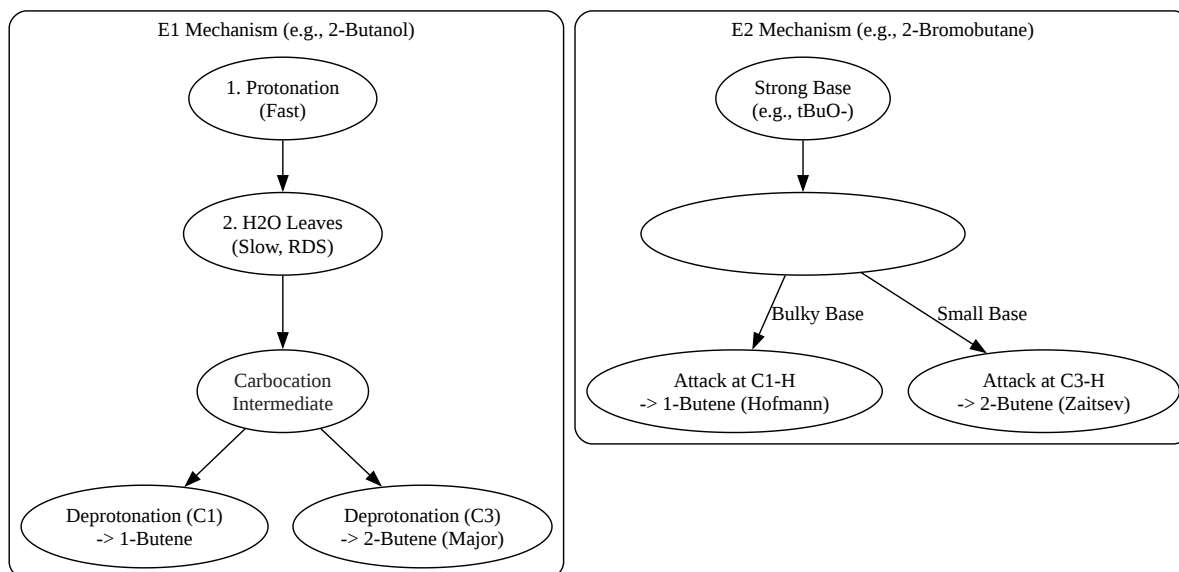 E1 Mechanism (e.g., 2-Butanol)
1. Protonation
(Fast)
2. H2O Leaves
(Slow, RDS)
Carbocation
Intermediate
Deprotonation (C1)
-> 1-Butene
Deprotonation (C3)
-> 2-Butene (Major)
E2 Mechanism (e.g., 2-Bromobutane)
Strong Base
(e.g., tBuO-)
Bulky Base
Small Base
Attack at C1-H
-> 1-Butene (Hofmann)
Attack at C3-H
-> 2-Butene (Zaitsev)